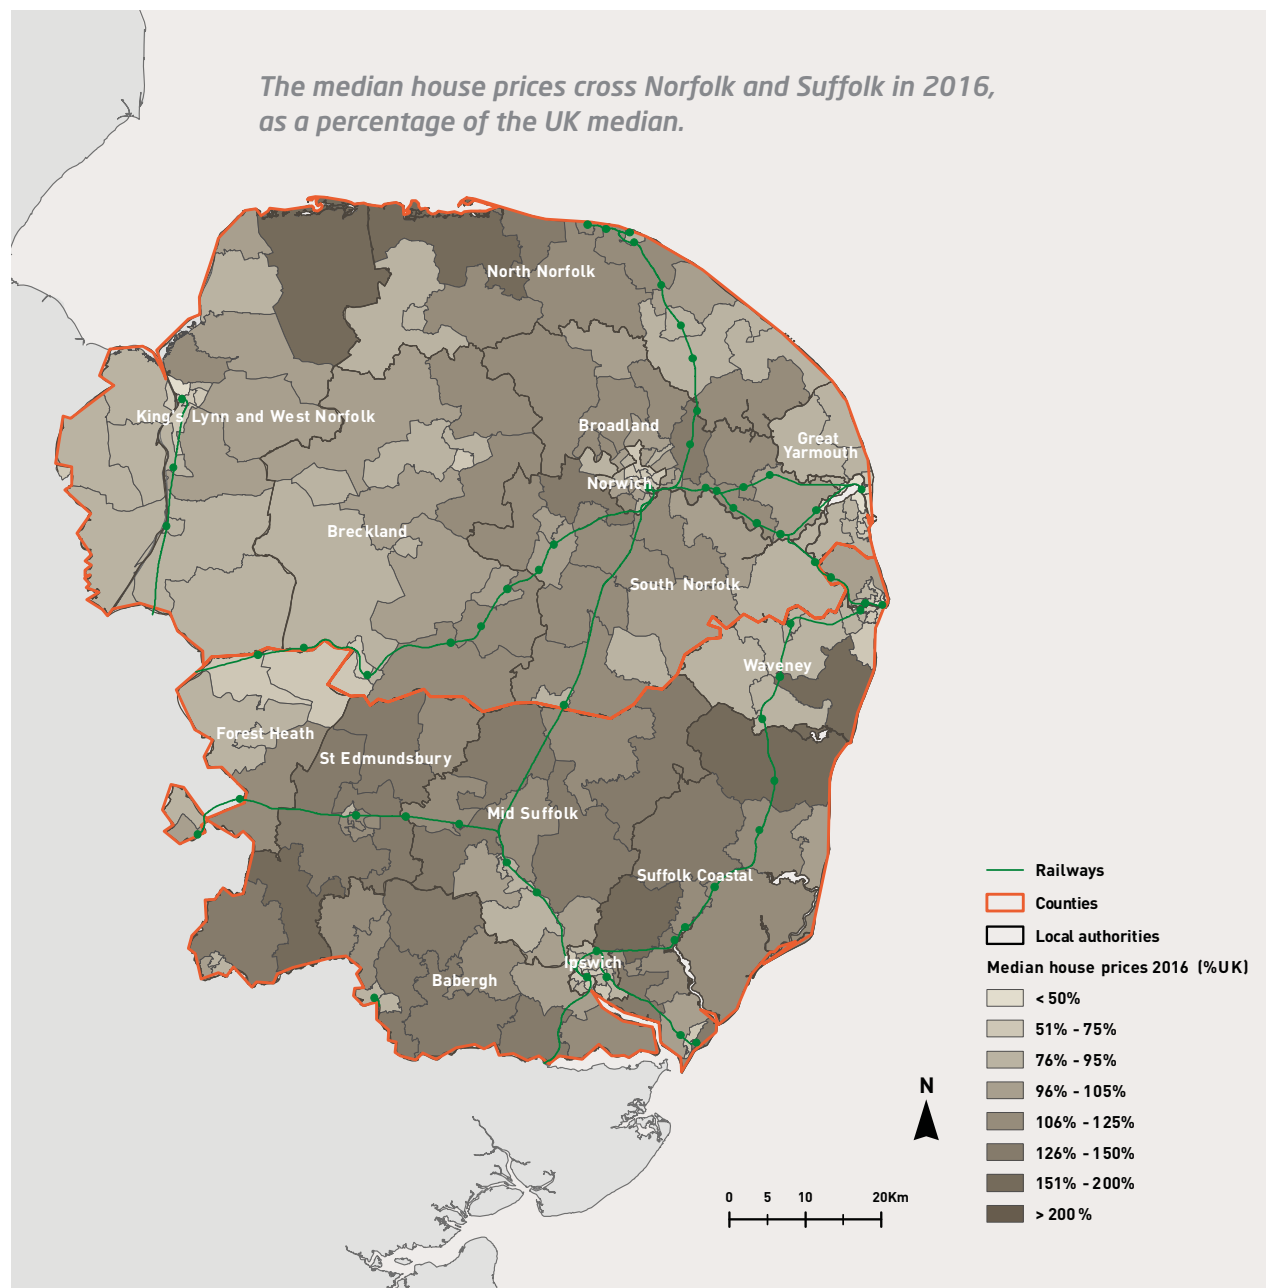 The median house prices cross Norfolk and Suffolk in 2016,
as a percentage of the UK median.
North Norfolk
King's Lynn and West Norfolk
Broadland
Great
Yarmouth
Norwich
Breckland
South Norfolk
Waveney
Forest Heath
St Edmundsbury
Mid Suffolk
Suffolk Coastal
Ipswich
Babergh
Railways
Counties
Local authorities
Median house prices 2016 (%UK)
< 50%
51% - 75%
76% - 95%
96% - 105%
106% - 125%
126% - 150%
151% - 200%
> 200 %
N
0 5 10 20Km